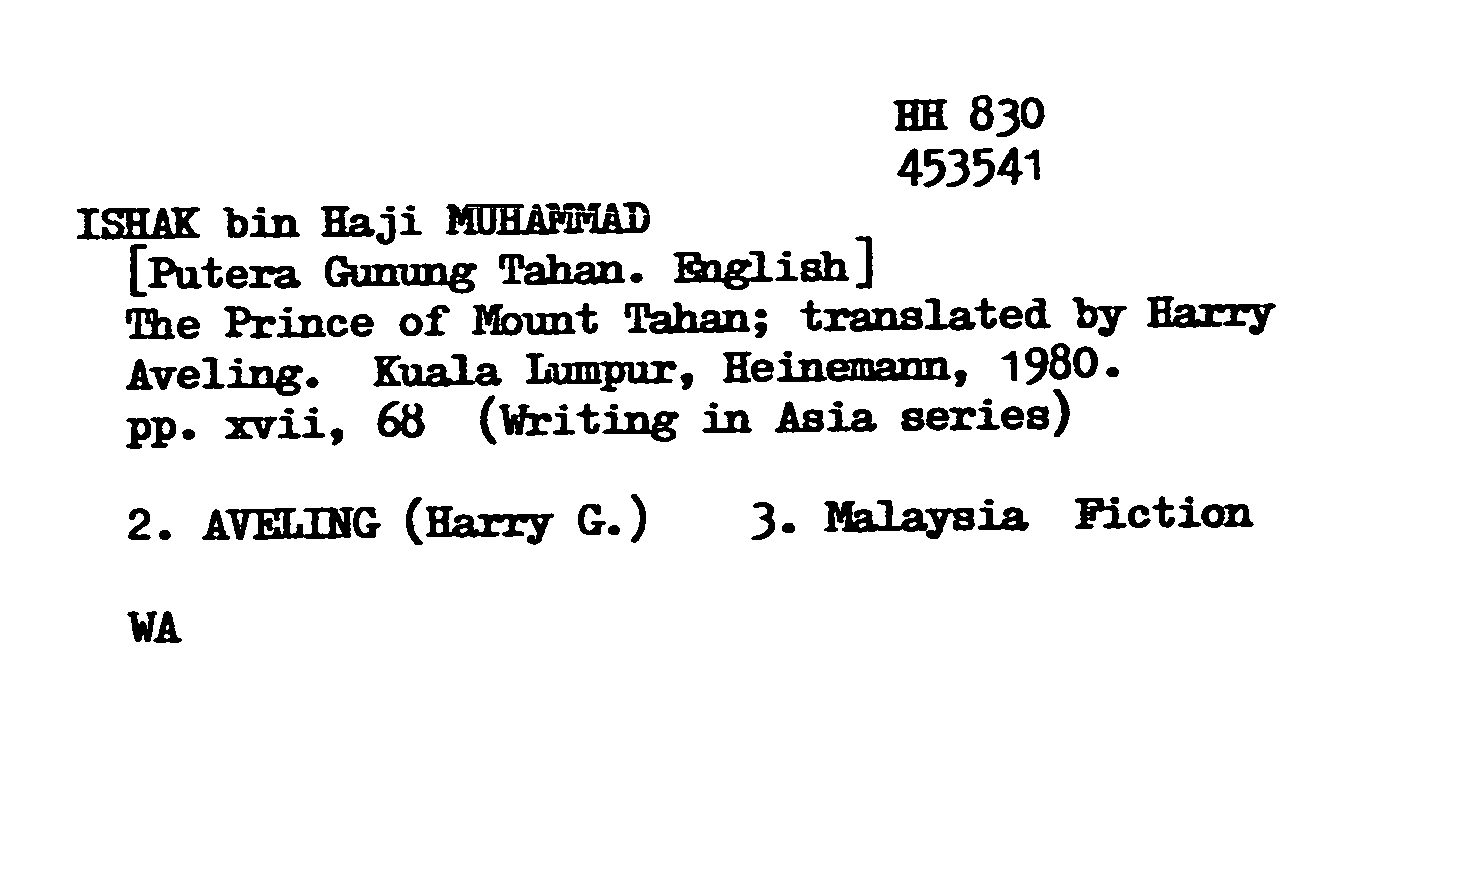 HH 830
453541
ISHAK bin Haji MUHAMMAD
[Putera Gunung Tahan. English]
The Prince of Mount Tahan; translated by Harry
Aveling. Kuala Lumpur, Heinemann, 1980.
pp. xvii, 68 (Writing in Asia series)
2. AVELING (Harry G.) 3. Malaysia Fiction
WA